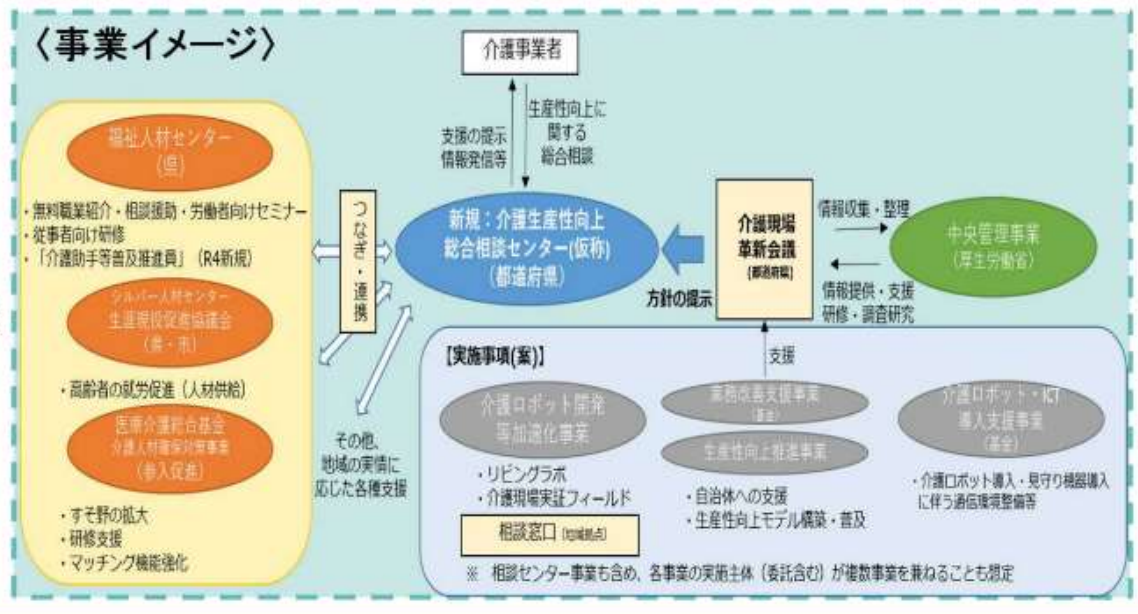 〈事業イメージ〉
介護事業者
支援の提示
情報発信等
生産性向上に
関する
総合相談
福祉人材センター
(県)
・無料職業紹介・相談援助・労働者向けセミナー
・従事者向け研修
・「介護助手等普及推進員」（R4新規）
シルバー人材センター
生涯現役促進協議会
(県・市)
・高齢者の就労促進（人材供給）
医療介護総合基金
介護人材確保対策事業
(参入促進)
・すそ野の拡大
・研修支援
・マッチング機能強化
つなぎ・連携
新規：介護生産性向上
総合相談センター(仮称)
(都道府県)
その他、
地域の実情に
応じた各種支援
方針の提示
介護現場
革新会議
(都道府県)
情報収集・整理
情報提供・支援
研修・調査研究
中央管理事業
(厚生労働省)
【実施事項(案)】
支援
介護ロボット開発
等加速化事業
・リビングラボ
・介護現場実証フィールド
相談窓口（地域拠点）
業務改善支援事業
(基金)
生産性向上推進事業
・自治体への支援
・生産性向上モデル構築・普及
介護ロボット・ICT
導入支援事業
(基金)
・介護ロボット導入・見守り機器導入
に伴う通信環境整備等
※ 相談センター事業も含め、各事業の実施主体（委託含む）が複数事業を兼ねることも想定